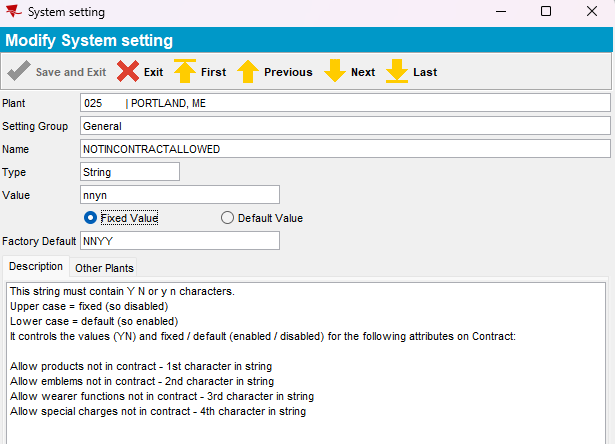 System setting
Modify System setting
Save and Exit Exit First Previous Next Last
Plant 025 | PORTLAND, ME
Setting Group General
Name NOTINCONTRACTALLOWED
Type String
Value nnyn
Fixed Value Default Value
Factory Default NNYY
Description Other Plants
This string must contain Y N or y n characters.
Upper case = fixed (so disabled)
Lower case = default (so enabled)
It controls the values (YN) and fixed / default (enabled / disabled) for the following attributes on Contract:
Allow products not in contract - 1st character in string
Allow emblems not in contract - 2nd character in string
Allow wearer functions not in contract - 3rd character in string
Allow special charges not in contract - 4th character in string